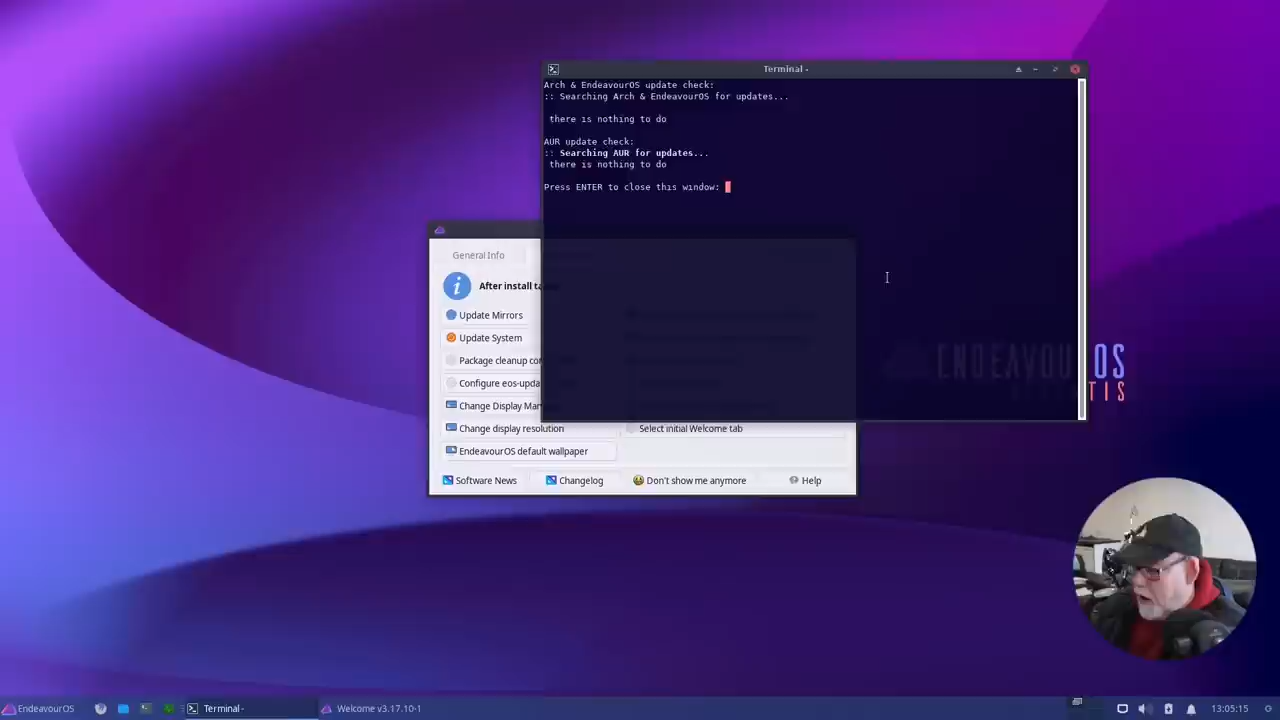 Terminal -
Arch & EndeavourOS update check:
:: Searching Arch & EndeavourOS for updates...
there is nothing to do
AUR update check:
:: Searching AUR for updates...
there is nothing to do
Press ENTER to close this window:
General Info
After install ta
Update Mirrors
Update System
Package cleanup con
Configure eos-upda
Change Display Man
Change display resolution
Select initial Welcome tab
EndeavourOS default wallpaper
Software News
Changelog
Don't show me anymore
Help
ENDEAVOUROS
TIS
EndeavourOS
Terminal -
Welcome v3.17.10-1
13:05:15